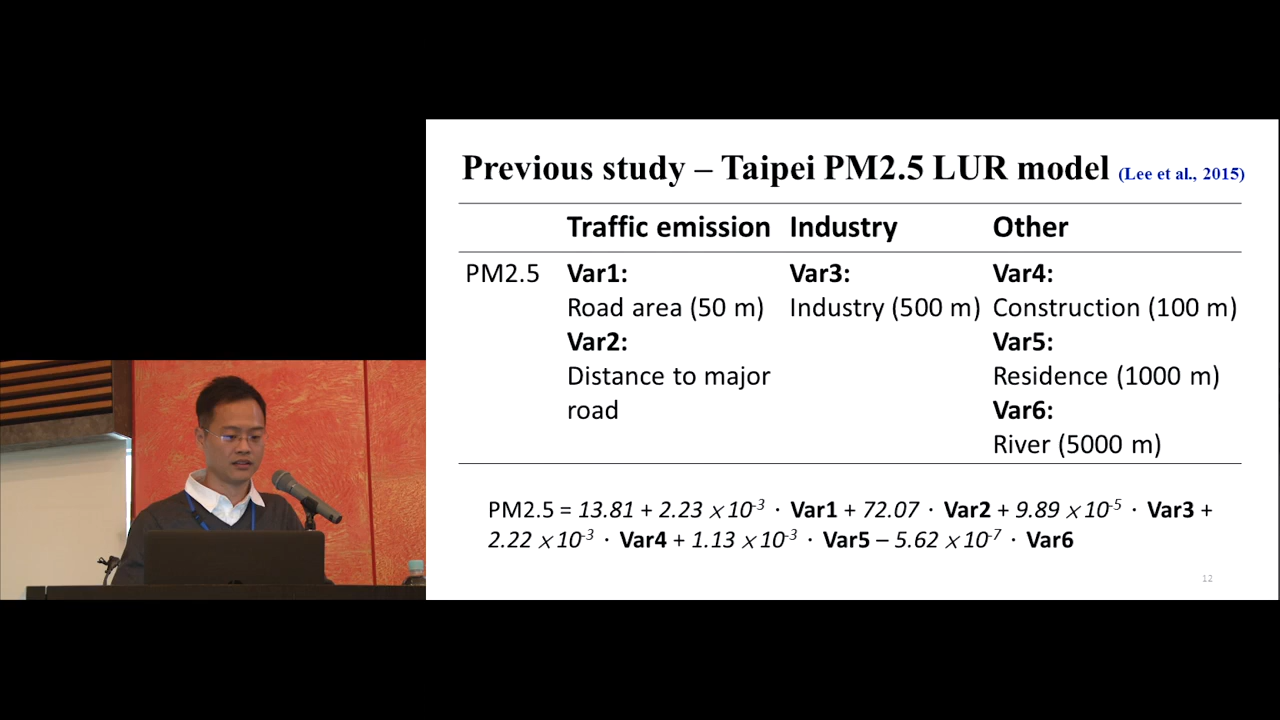 Previous study – Taipei PM2.5 LUR model (Lee et al., 2015)
Traffic emission Industry Other
PM2.5 Var1: Var3: Var4:
Road area (50 m) Industry (500 m) Construction (100 m)
Var2: Var5:
Distance to major Residence (1000 m)
road Var6:
River (5000 m)
PM2.5 = 13.81 + 2.23 × 10⁻³ · Var1 + 72.07 · Var2 + 9.89 × 10⁻⁵ · Var3 +
2.22 × 10⁻³ · Var4 + 1.13 × 10⁻³ · Var5 – 5.62 × 10⁻⁷ · Var6
12